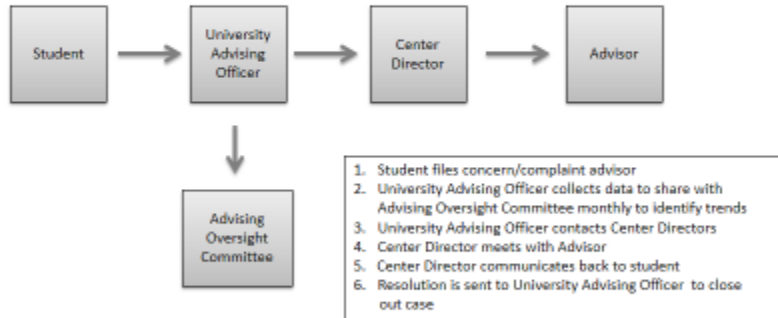 Student
University
Advising
Officer
Center
Director
Advisor
Advising
Oversight
Committee
1. Student files concern/complaint advisor
2. University Advising Officer collects data to share with
Advising Oversight Committee monthly to identify trends
3. University Advising Officer contacts Center Directors
4. Center Director meets with Advisor
5. Center Director communicates back to student
6. Resolution is sent to University Advising Officer to close
out case